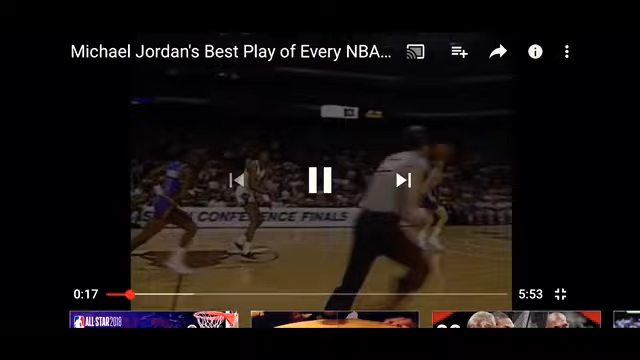 Michael Jordan's Best Play of Every NBA...
CONFERENCE FINALS
0:17
5:53
ALL-STAR 2018